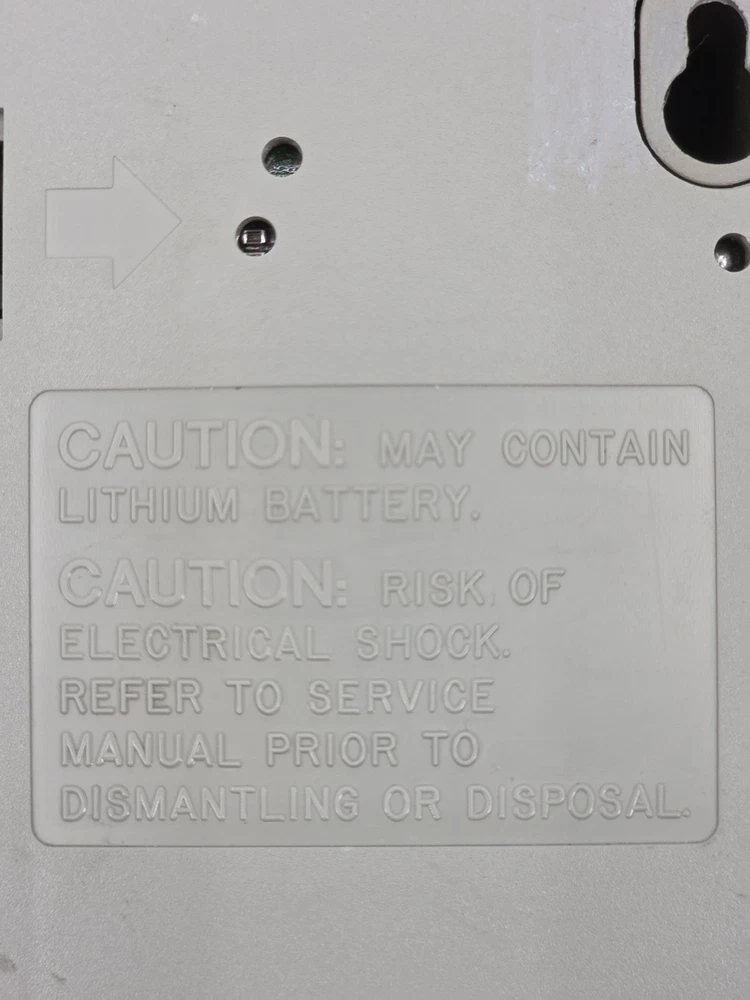 CAUTION: MAY CONTAIN
LITHIUM BATTERY.
CAUTION: RISK OF
ELECTRICAL SHOCK.
REFER TO SERVICE
MANUAL PRIOR TO
DISMANTLING OR DISPOSAL.